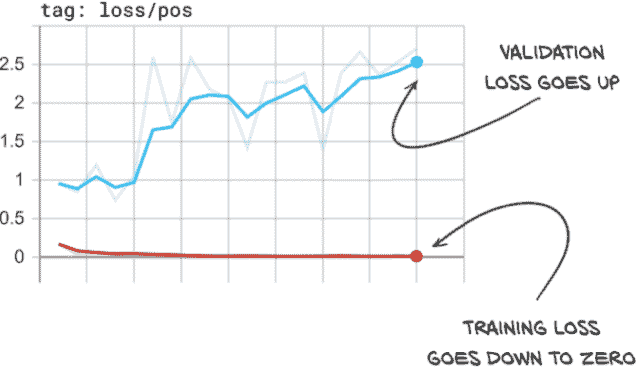 tag: loss/pos
2.5
2
1.5
1
0.5
0
VALIDATION
LOSS GOES UP
TRAINING LOSS
GOES DOWN TO ZERO